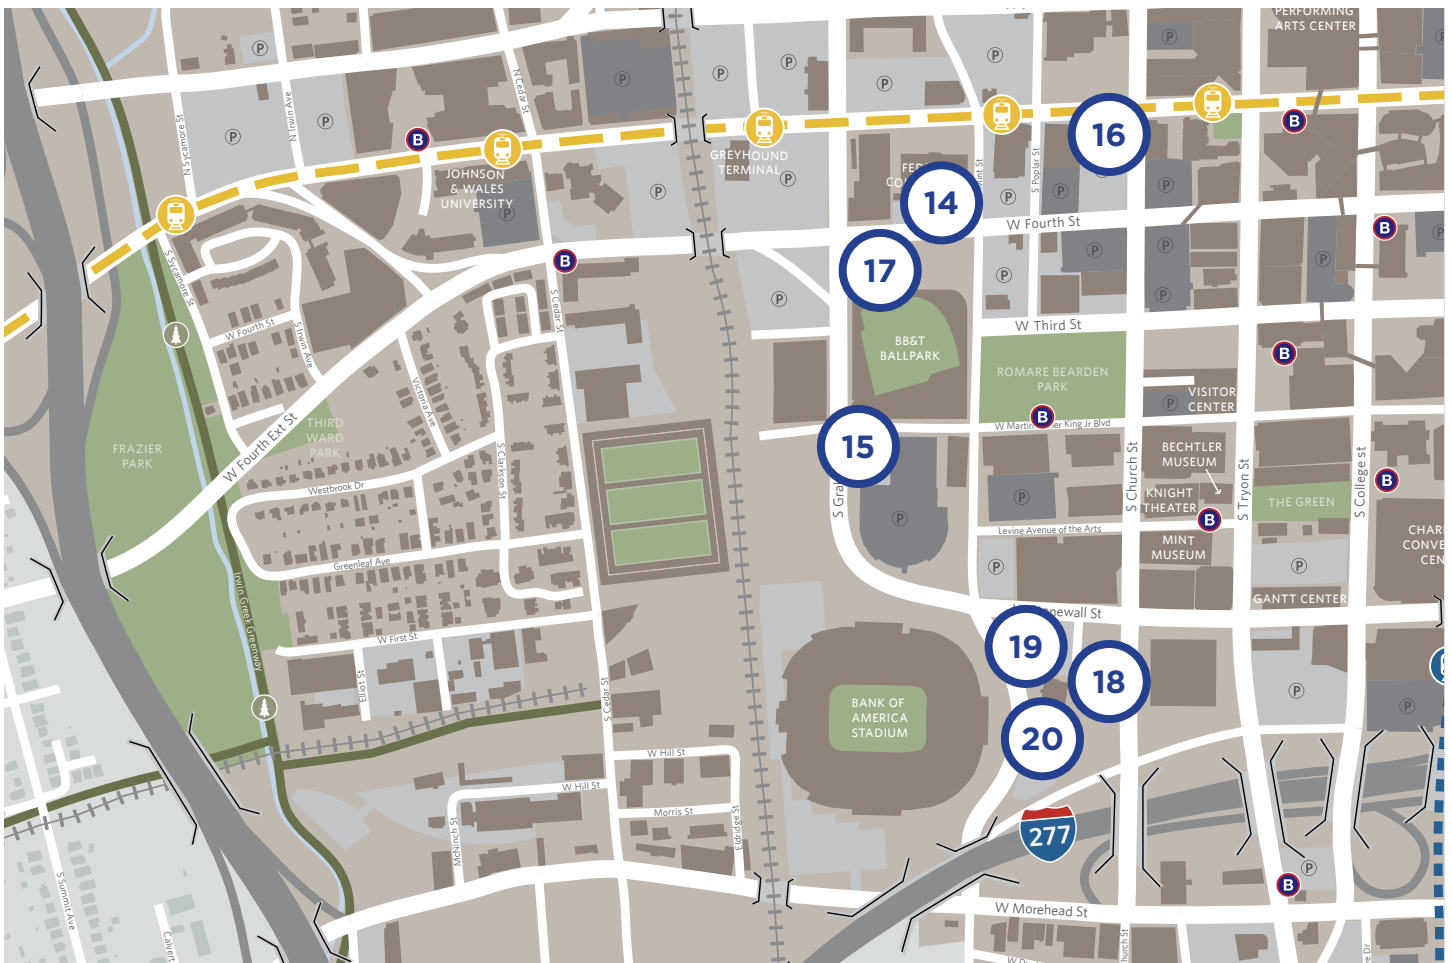 PERFORMING
ARTS CENTER
N Cedar St
N Sycamore St
N Irwin Ave
JOHNSON
& WALES
UNIVERSITY
GREYHOUND
TERMINAL
16
14
17
S Poplar St
W Fourth St
S Sycamore St
W Fourth St
S Irwin Ave
S Cedar St
W Third St
BB&T
BALLPARK
ROMARE BEARDEN
PARK
VISITOR
CENTER
Victoria Ave
THIRD
WARD
PARK
W Fourth Ext St
FRAZIER
PARK
15
BECHTLER
MUSEUM
KNIGHT
THEATER
MINT
MUSEUM
S Church St
S Tryon St
S College st
THE GREEN
Westbrook Dr
S Clarkson St
Levine Avenue of the Arts
Greenleaf Ave
Irwin Greek Greenway
GANTT CENTER
W First St
Elliot St
S Cedar St
19
18
20
BANK OF
AMERICA
STADIUM
W Hill St
W Hill St
Morris St
McNinch St
Eldridge St
277
W Morehead St
S Summit Ave
Calvert
P
B